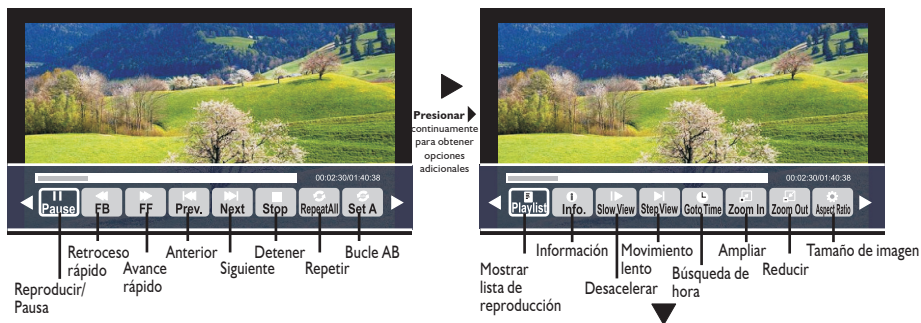 00:02:30/01:40:38
Pause
FB
FF
Prev.
Next
Stop
RepeatAll
Set A
Retroceso
rápido
Avance
rápido
Anterior
Siguiente
Detener
Repetir
Bucle AB
Reproducir/
Pausa
Presionar
continuamente
para obtener
opciones
adicionales
00:02:30/01:40:38
Playlist
Info.
Slow View
Step View
Goto Time
Zoom In
Zoom Out
Aspect Ratio
Mostrar
lista de
reproducción
Información
Desacelerar
Movimiento
lento
Búsqueda de
hora
Ampliar
Reducir
Tamaño de imagen